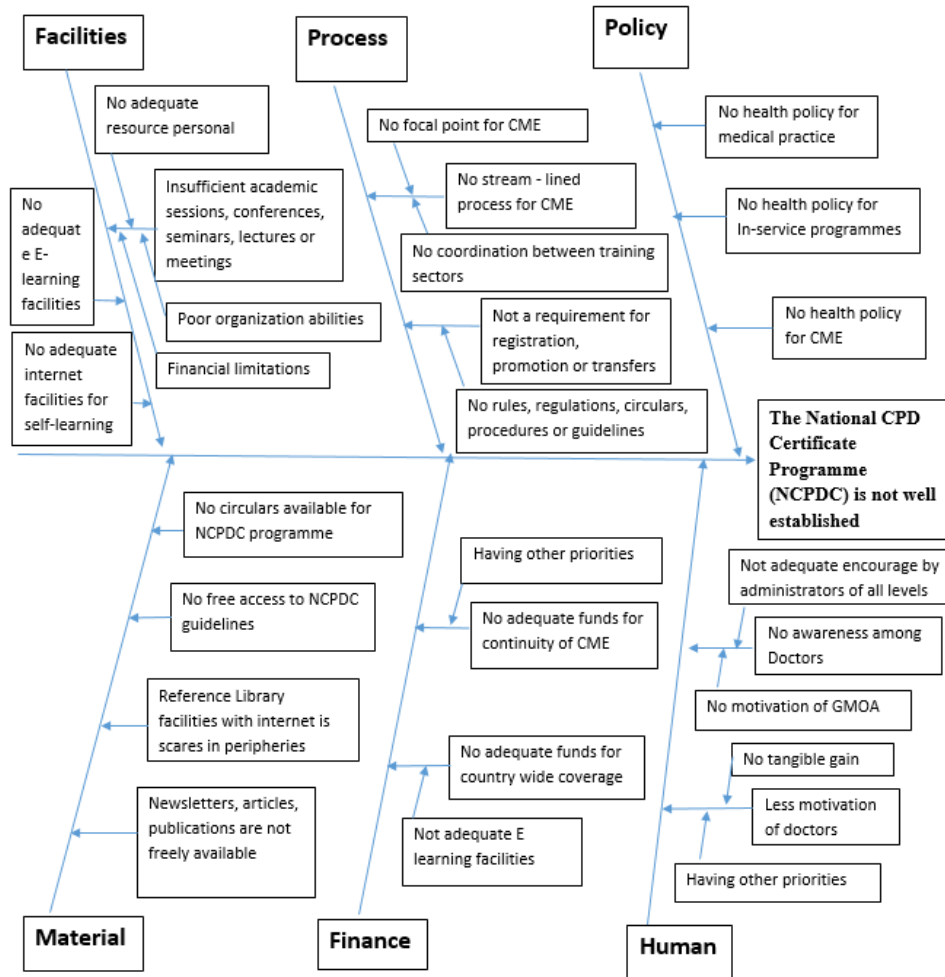 Facilities
Process
Policy
No adequate
resource personal
No focal point for CME
No health policy for
medical practice
No
adequat
e E-
learning
facilities
Insufficient academic
sessions, conferences,
seminars, lectures or
meetings
No stream - lined
process for CME
No health policy for
In-service programmes
No coordination between training
sectors
Poor organization abilities
Not a requirement for
registration,
promotion or transfers
No health policy
for CME
No adequate
internet
facilities for
self-learning
Financial limitations
No rules, regulations, circulars,
procedures or guidelines
The National CPD
Certificate
Programme
(NCPDC) is not well
established
No circulars available for
NCPDC programme
Having other priorities
Not adequate encourage by
administrators of all levels
No free access to NCPDC
guidelines
No adequate funds for
continuity of CME
No awareness among
Doctors
Reference Library
facilities with internet is
scares in peripheries
No motivation of GMOA
No adequate funds for
country wide coverage
No tangible gain
Newsletters, articles,
publications are not
freely available
Not adequate E
learning facilities
Less motivation
of doctors
Having other priorities
Material
Finance
Human